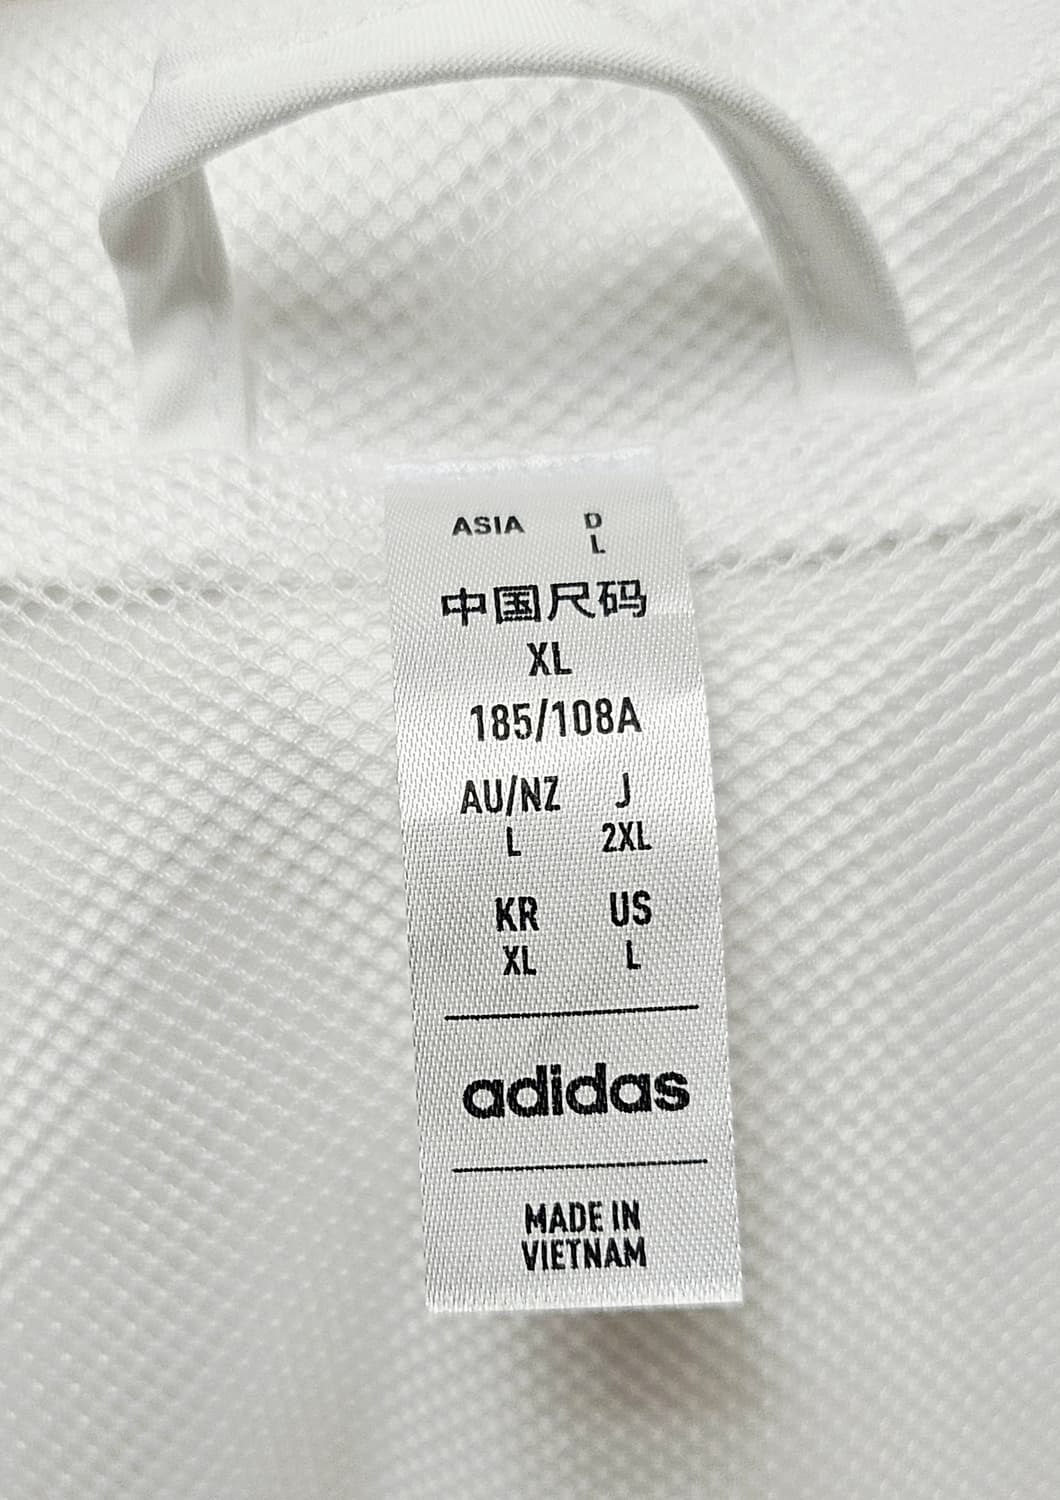 ASIA D
L
中国尺码
XL
185/108A
AU/NZ J
L 2XL
KR US
XL L
adidas
MADE IN
VIETNAM